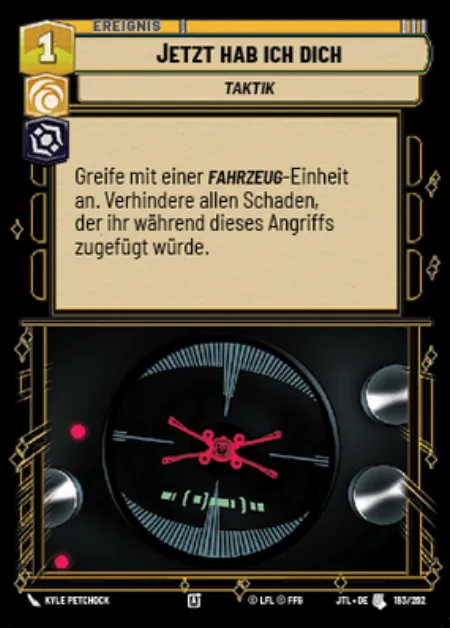 EREIGNIS
1
JETZT HAB ICH DICH
TAKTIK
Greife mit einer FAHRZEUG-Einheit
an. Verhindere allen Schaden,
der ihr während dieses Angriffs
zugefügt würde.
KYLE PETCHOCK
© LFL © FFG
JTL • DE
193/262